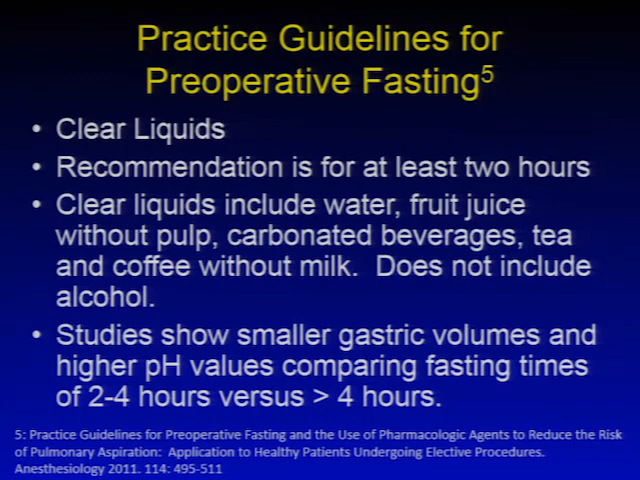 Practice Guidelines for
Preoperative Fasting⁵
• Clear Liquids
• Recommendation is for at least two hours
• Clear liquids include water, fruit juice
without pulp, carbonated beverages, tea
and coffee without milk.  Does not include
alcohol.
• Studies show smaller gastric volumes and
higher pH values comparing fasting times
of 2-4 hours versus > 4 hours.
5: Practice Guidelines for Preoperative Fasting and the Use of Pharmacologic Agents to Reduce the Risk
of Pulmonary Aspiration:  Application to Healthy Patients Undergoing Elective Procedures.
Anesthesiology 2011. 114: 495-511